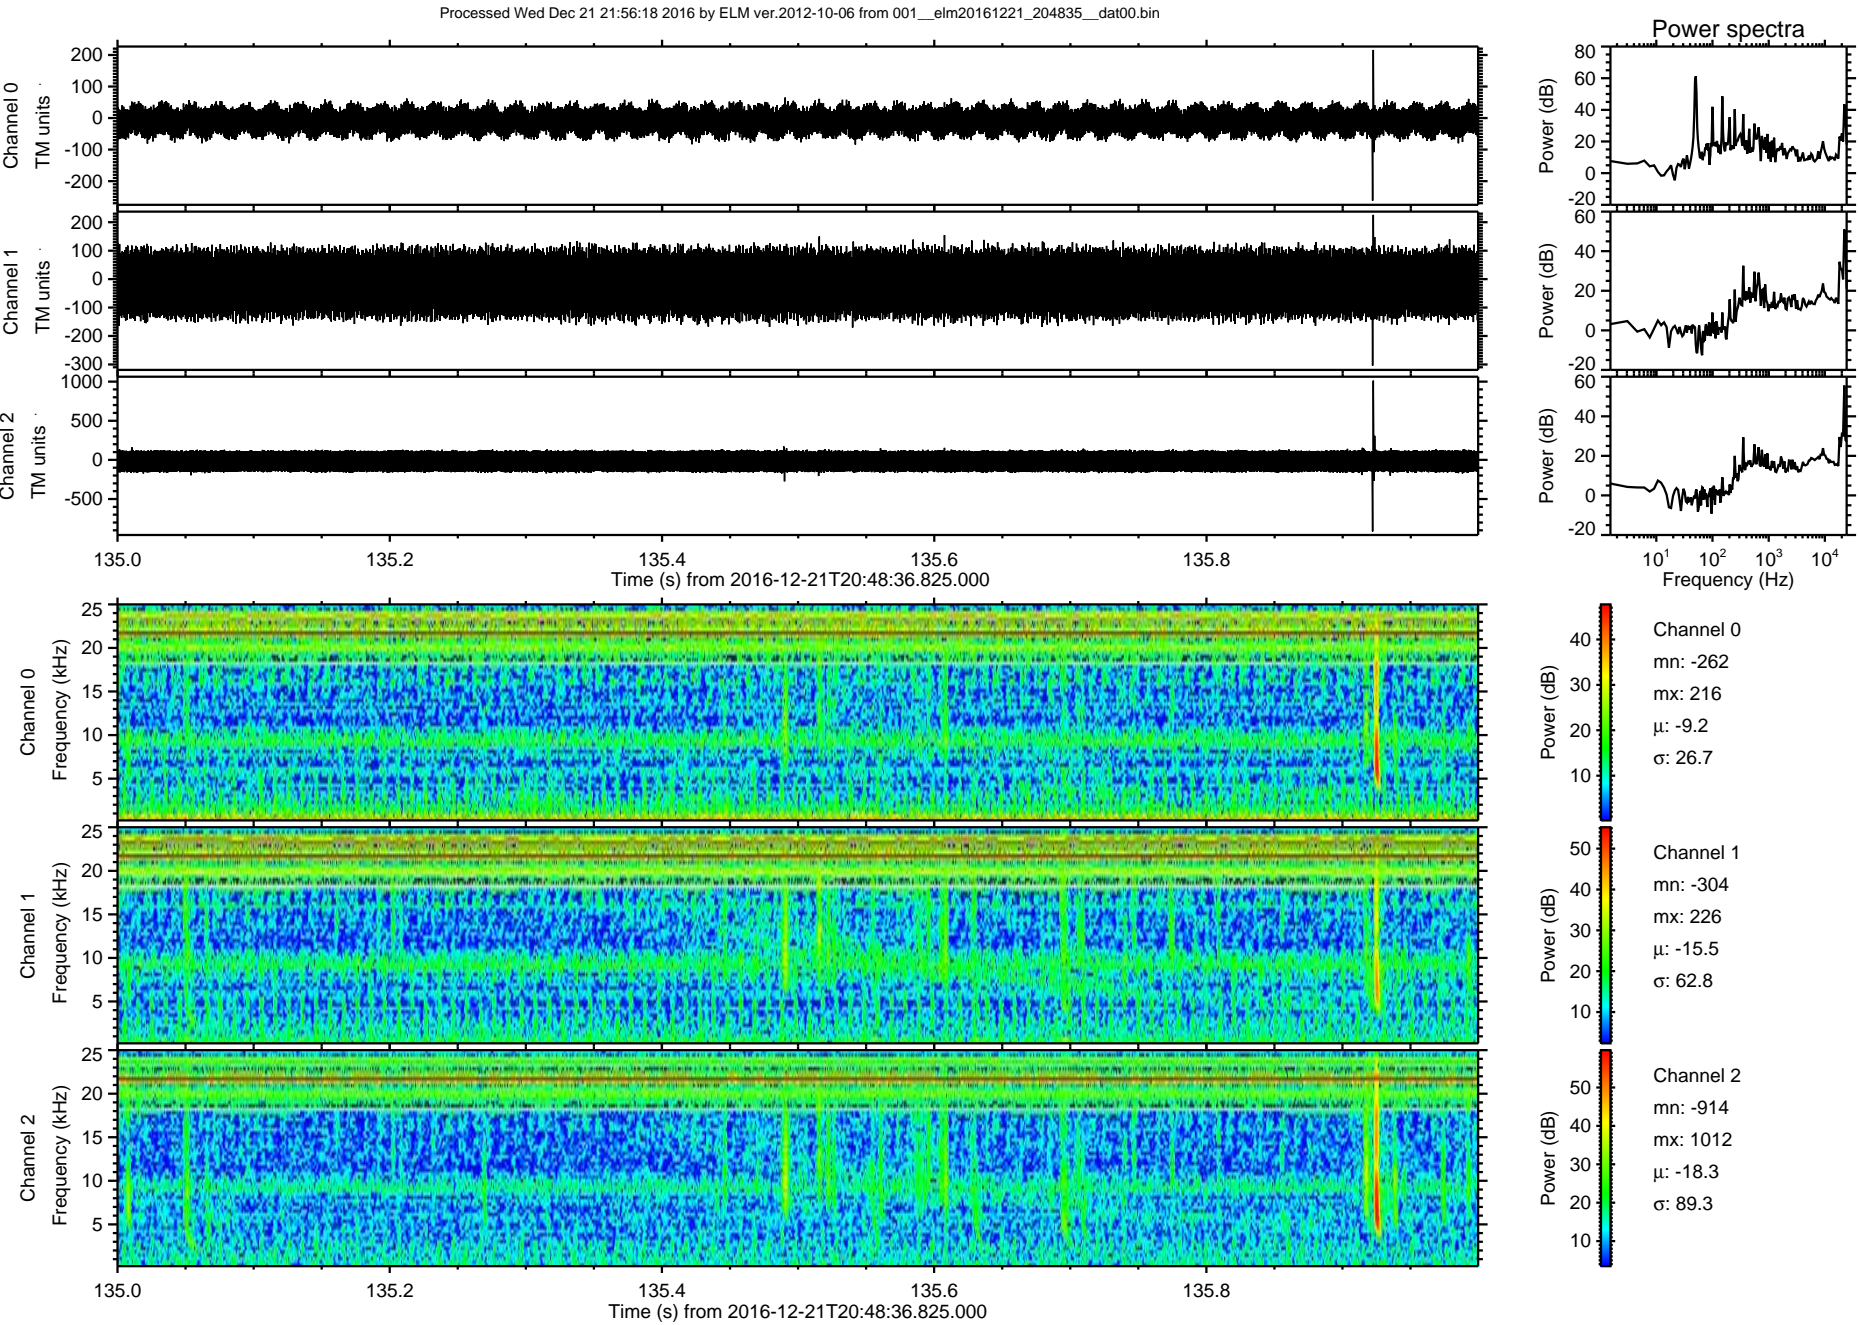 Processed Wed Dec 21 21:56:18 2016 by ELM ver.2012-10-06 from 001__elm20161221_204835__dat00.bin
Power spectra
Channel 0
TM units
200
100
0
-100
-200
Power (dB)
80
60
40
20
0
-20
Channel 1
TM units
200
100
0
-100
-200
-300
Power (dB)
60
40
20
0
-20
Channel 2
TM units
1000
500
0
-500
Power (dB)
60
40
20
0
-20
135.0 135.2 135.4 135.6 135.8
Time (s) from 2016-12-21T20:48:36.825.000
10^1 10^2 10^3 10^4
Frequency (Hz)
Channel 0
Frequency (kHz)
25
20
15
10
5
Power (dB)
40
30
20
10
Channel 0
mn: -262
mx: 216
μ: -9.2
σ: 26.7
Channel 1
Frequency (kHz)
25
20
15
10
5
Power (dB)
50
40
30
20
10
Channel 1
mn: -304
mx: 226
μ: -15.5
σ: 62.8
Channel 2
Frequency (kHz)
25
20
15
10
5
Power (dB)
50
40
30
20
10
Channel 2
mn: -914
mx: 1012
μ: -18.3
σ: 89.3
135.0 135.2 135.4 135.6 135.8
Time (s) from 2016-12-21T20:48:36.825.000